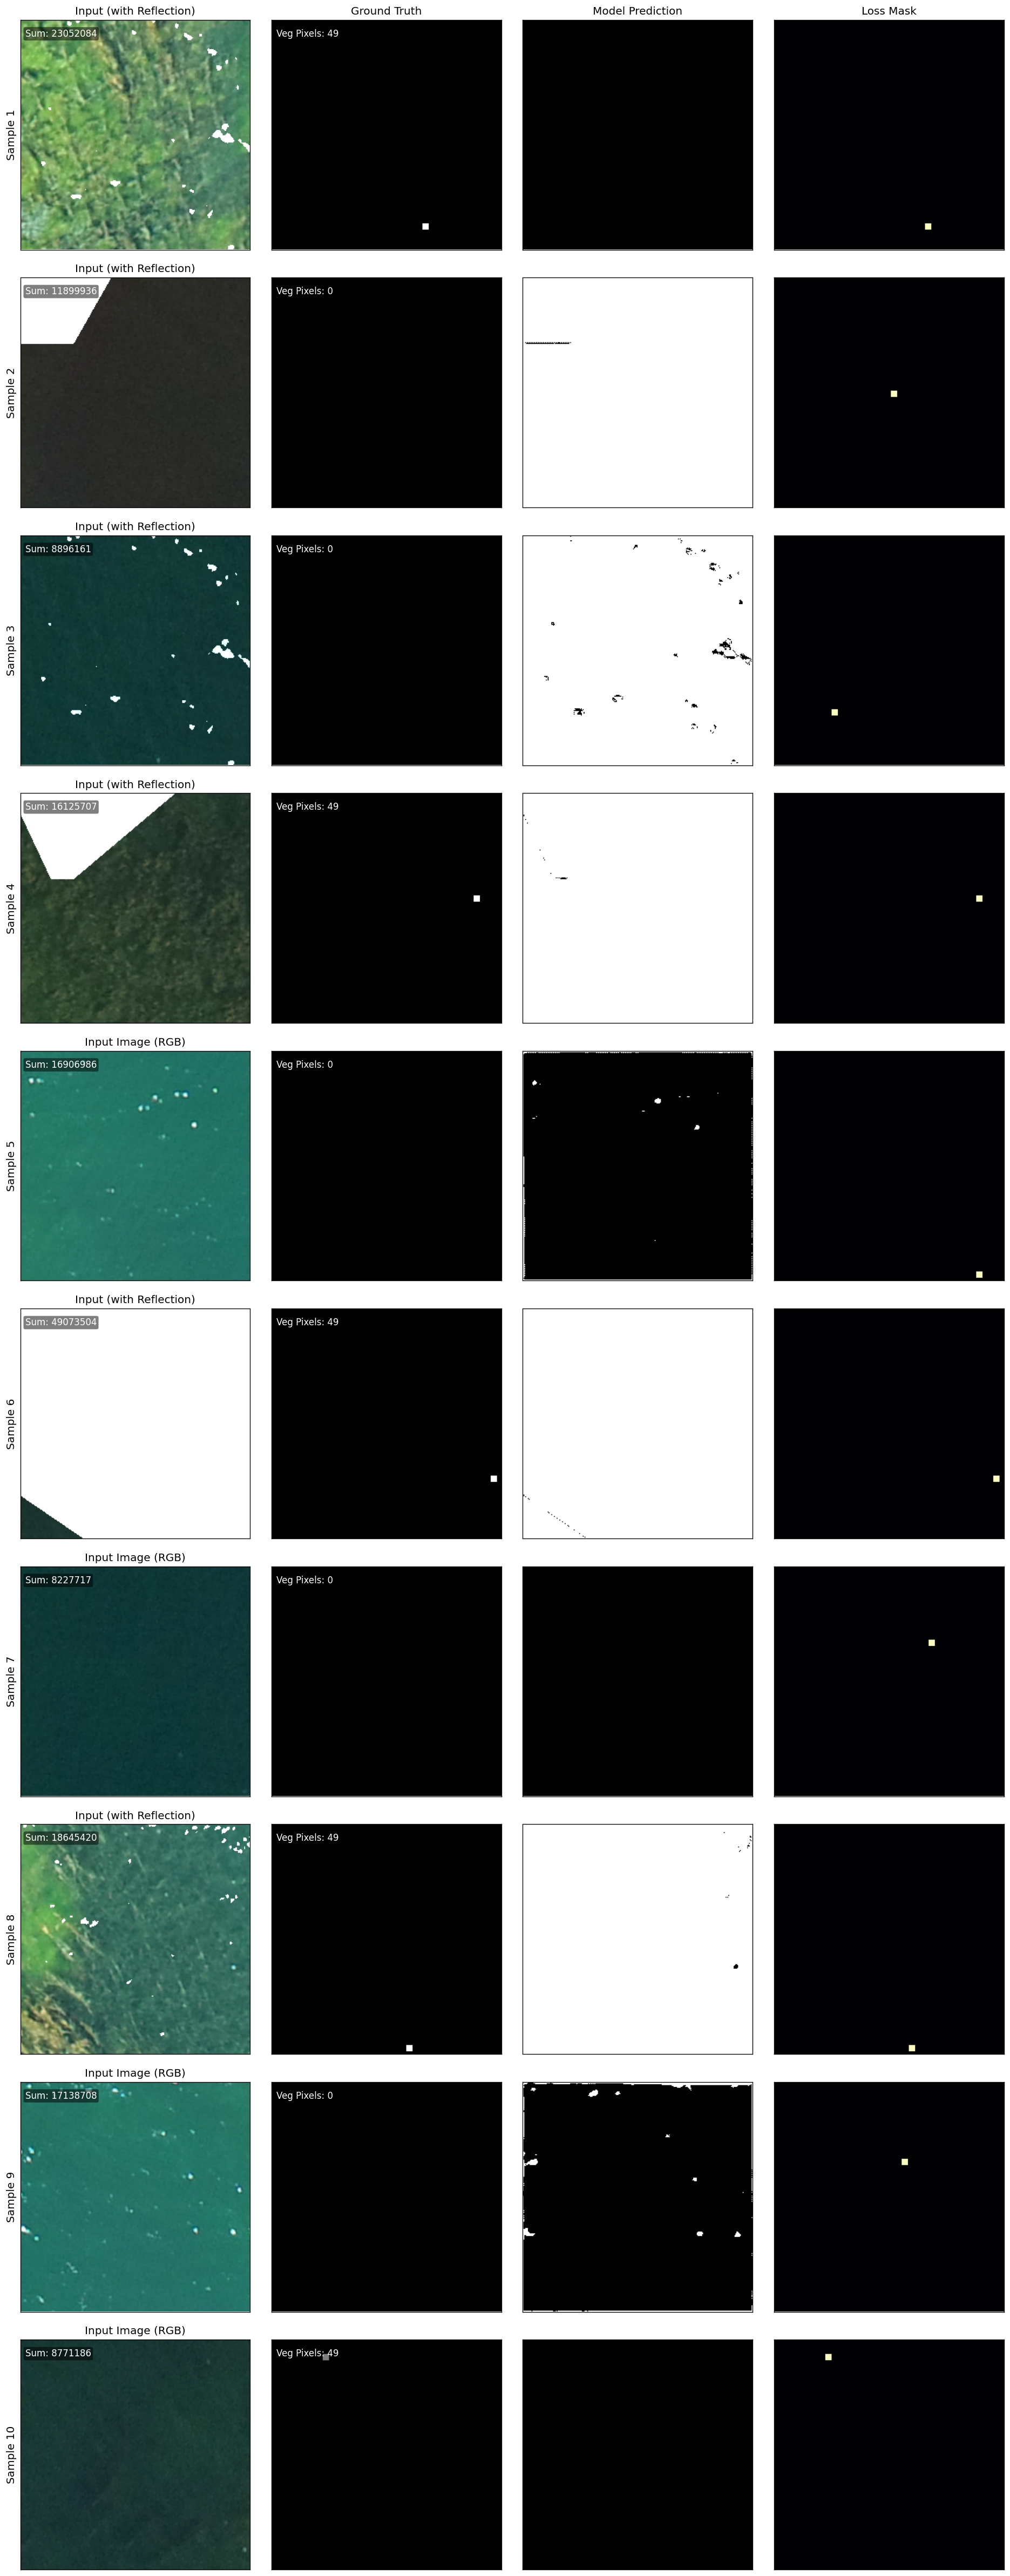 Input (with Reflection) Ground Truth Model Prediction Loss Mask
Sum: 23052084 Veg Pixels: 49
Sample 1
Input (with Reflection)
Sum: 11899936 Veg Pixels: 0
Sample 2
Input (with Reflection)
Sum: 8896161 Veg Pixels: 0
Sample 3
Input (with Reflection)
Sum: 16125707 Veg Pixels: 49
Sample 4
Input Image (RGB)
Sum: 16906986 Veg Pixels: 0
Sample 5
Input (with Reflection)
Sum: 49073504 Veg Pixels: 49
Sample 6
Input Image (RGB)
Sum: 8227717 Veg Pixels: 0
Sample 7
Input (with Reflection)
Sum: 18645420 Veg Pixels: 49
Sample 8
Input Image (RGB)
Sum: 17138708 Veg Pixels: 0
Sample 9
Input Image (RGB)
Sum: 8771186 Veg Pixels: 49
Sample 10